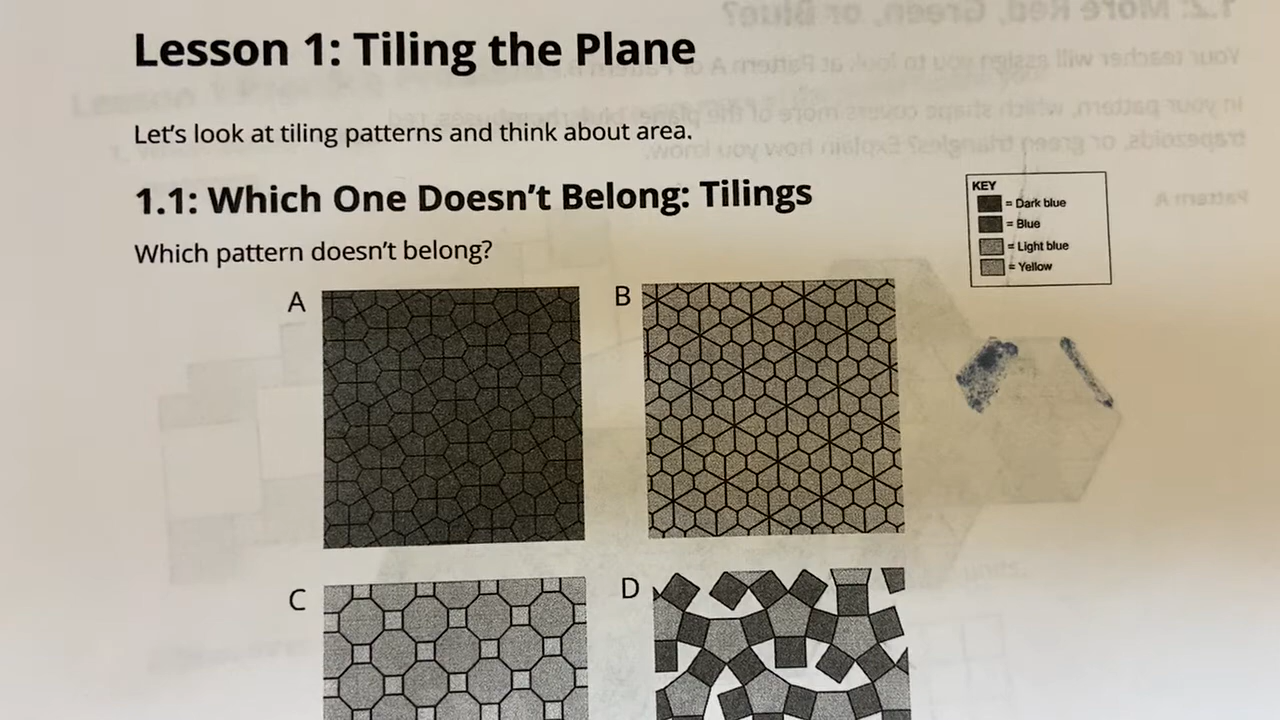 Lesson 1: Tiling the Plane
Let's look at tiling patterns and think about area.
1.1: Which One Doesn't Belong: Tilings
Which pattern doesn't belong?
KEY
= Dark blue
= Blue
= Light blue
= Yellow
A
B
C
D